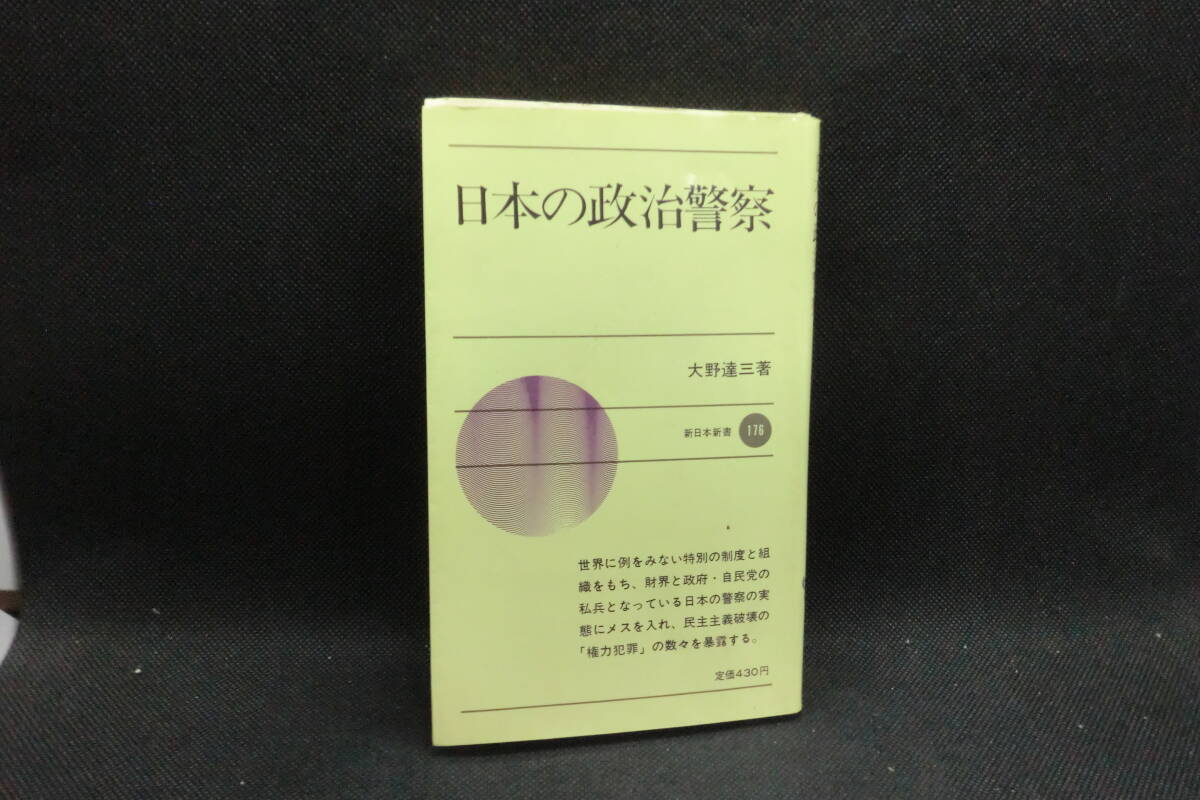 日本の政治警察
大野達三著
新日本新書 176
世界に例をみない特別の制度と組
織をもち、財界と政府・自民党の
私兵となっている日本の警察の実
態にメスを入れ、民主主義破壊の
「権力犯罪」の数々を暴露する。
定価430円